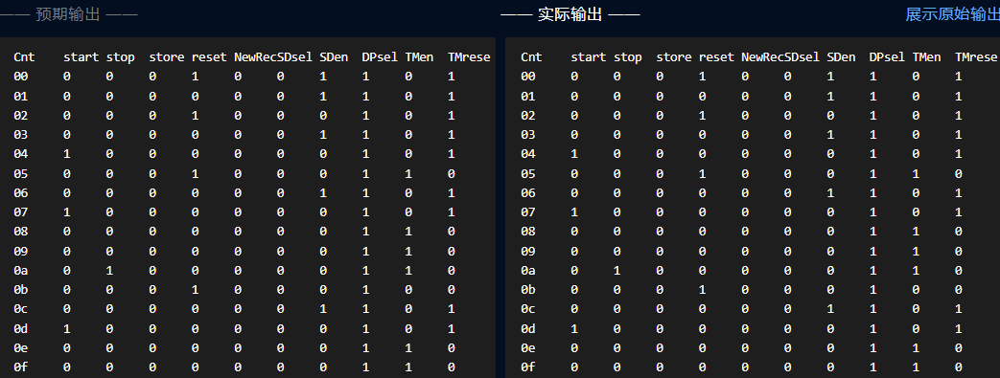 —— 预期输出 ——
Cnt start stop store reset NewRecSDsel SDen DPsel TMen TMrese
00 0 0 0 1 0 0 1 1 0 1
01 0 0 0 0 0 0 1 1 0 1
02 0 0 0 1 0 0 0 1 0 1
03 0 0 0 0 0 0 1 1 0 1
04 1 0 0 0 0 0 0 1 0 1
05 0 0 0 1 0 0 0 1 1 0
06 0 0 0 0 0 0 1 1 0 1
07 1 0 0 0 0 0 0 1 0 1
08 0 0 0 0 0 0 0 1 1 0
09 0 0 0 0 0 0 0 1 1 0
0a 0 1 0 0 0 0 0 1 1 0
0b 0 0 0 1 0 0 0 1 0 0
0c 0 0 0 0 0 0 1 1 0 1
0d 1 0 0 0 0 0 0 1 0 1
0e 0 0 0 0 0 0 0 1 1 0
0f 0 0 0 0 0 0 0 1 1 0
—— 实际输出 ——
展示原始输出
Cnt start stop store reset NewRecSDsel SDen DPsel TMen TMrese
00 0 0 0 1 0 0 1 1 0 1
01 0 0 0 0 0 0 1 1 0 1
02 0 0 0 1 0 0 0 1 0 1
03 0 0 0 0 0 0 1 1 0 1
04 1 0 0 0 0 0 0 1 0 1
05 0 0 0 1 0 0 0 1 1 0
06 0 0 0 0 0 0 1 1 0 1
07 1 0 0 0 0 0 0 1 0 1
08 0 0 0 0 0 0 0 1 1 0
09 0 0 0 0 0 0 0 1 1 0
0a 0 1 0 0 0 0 0 1 1 0
0b 0 0 0 1 0 0 0 1 0 0
0c 0 0 0 0 0 0 1 1 0 1
0d 1 0 0 0 0 0 0 1 0 1
0e 0 0 0 0 0 0 0 1 1 0
0f 0 0 0 0 0 0 0 1 1 0